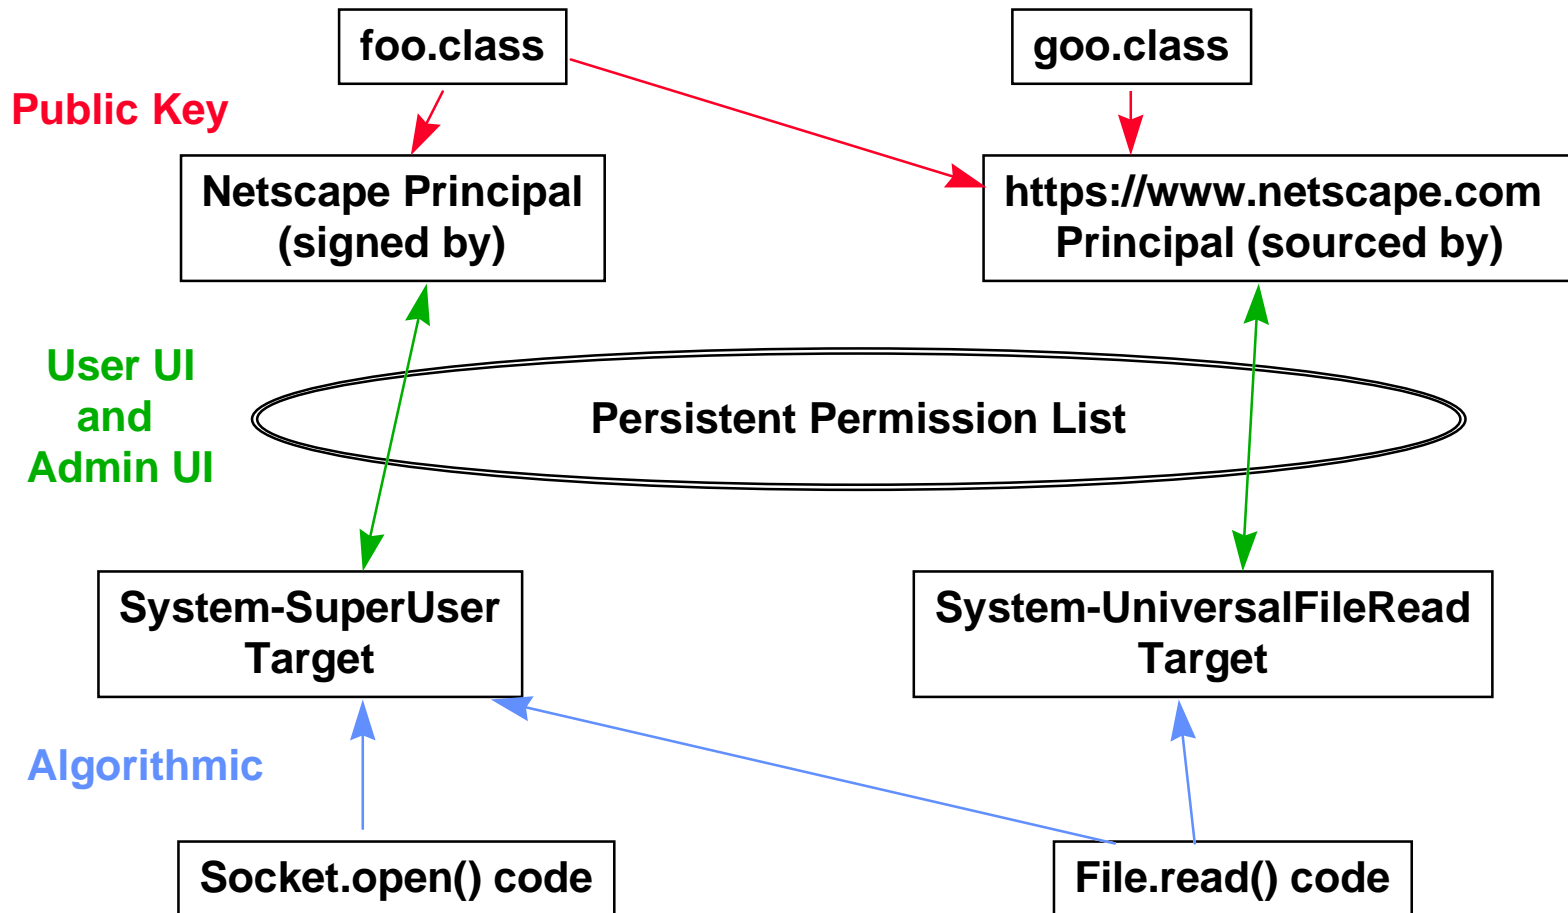 foo.class
goo.class
Public Key
Netscape Principal
(signed by)
https://www.netscape.com
Principal (sourced by)
User UI
and
Admin UI
Persistent Permission List
System-SuperUser
Target
System-UniversalFileRead
Target
Algorithmic
Socket.open() code
File.read() code